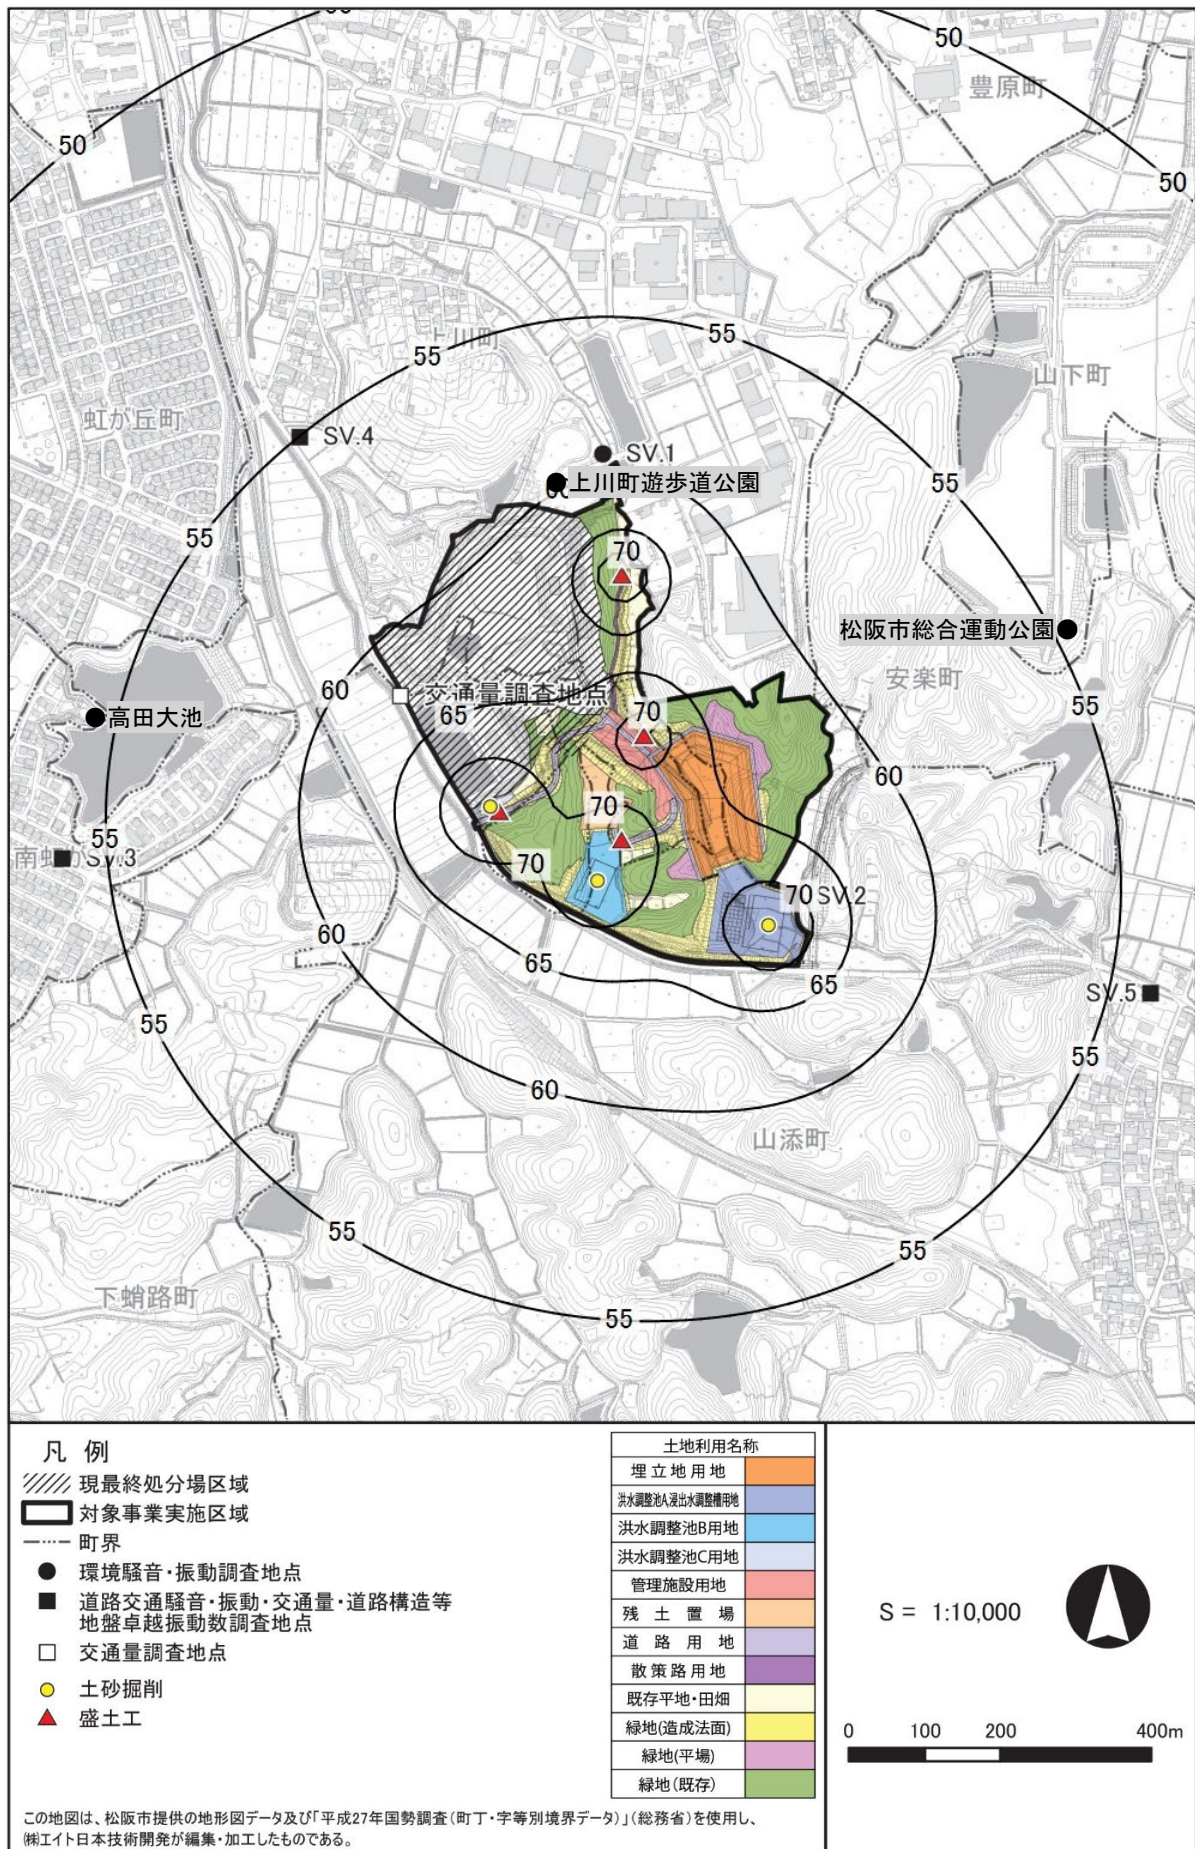 50
50
豊原町
50
50
55
55
上川町
山下町
虹が丘町
SV.4
SV.1
上川町遊歩道公園
55
55
70
松阪市総合運動公園
安楽町
60
交通量調査地点
65
高田大池
70
55
60
70
55
南虹が
SV.3
70
70
SV.2
60
65
65
SV.5
55
55
60
山添町
55
55
下蛸路町
55
凡 例
現最終処分場区域
対象事業実施区域
町界
環境騒音・振動調査地点
道路交通騒音・振動・交通量・道路構造等
地盤卓越振動数調査地点
交通量調査地点
土砂掘削
盛土工
土地利用名称
埋立地用地
洪水調整池A,浸出水調整槽用地
洪水調整池B用地
洪水調整池C用地
管理施設用地
残土置場
道路用地
散策路用地
既存平地・田畑
緑地(造成法面)
緑地(平場)
緑地(既存)
S = 1:10,000
0 100 200 400m
この地図は、松阪市提供の地形図データ及び「平成27年国勢調査(町丁・字等別境界データ)」(総務省)を使用し、
㈱エイト日本技術開発が編集・加工したものである。